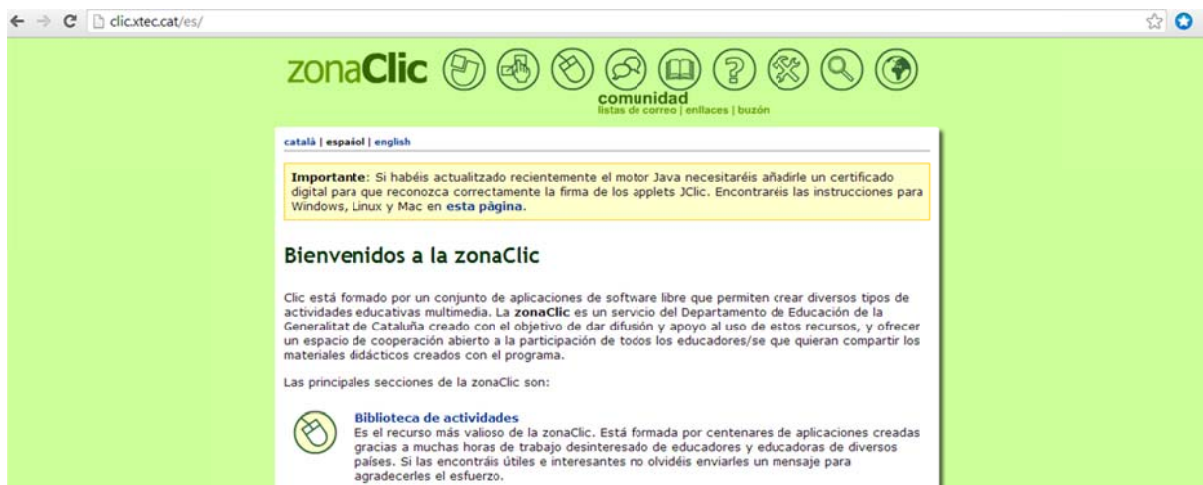 clic.xtec.cat/es/
zonaClic
comunidad
listas de correo | enllaces | buzón
català | español | english
Importante: Si habéis actualitzado recientemente el motor Java necesitaréis añadirle un certificado
digital para que reconozca correctamente la firma de los applets JClic. Encontraréis las instrucciones para
Windows, Linux y Mac en esta página.
Bienvenidos a la zonaClic
Clic está formado por un conjunto de aplicaciones de software libre que permiten crear diversos tipos de
actividades educativas multimedia. La zonaClic es un servicio del Departamento de Educación de la
Generalitat de Cataluña creado con el objetivo de dar difusión y apoyo al uso de estos recursos, y ofrecer
un espacio de cooperación abierto a la participación de todos los educadores/se que quieran compartir los
materiales didácticos creados con el programa.
Las principales secciones de la zonaClic son:
Biblioteca de actividades
Es el recurso más valioso de la zonaClic. Está formada por centenares de aplicaciones creadas
gracias a muchas horas de trabajo desinteresado de educadores y educadoras de diversos
países. Si las encontráis útiles e interesantes no olvidéis enviarles un mensaje para
agradecerles el esfuerzo.